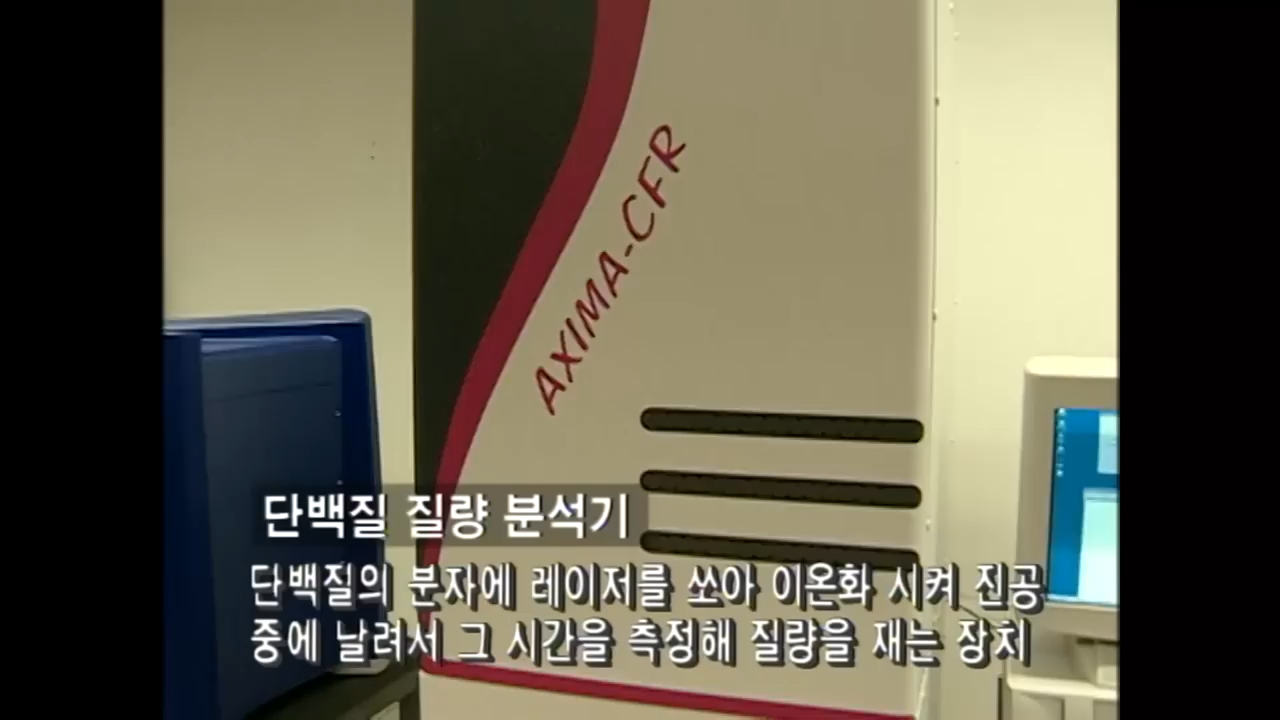 AXIMA-CFR
단백질 질량 분석기
단백질의 분자에 레이저를 쏘아 이온화 시켜 진공
중에 날려서 그 시간을 측정해 질량을 재는 장치